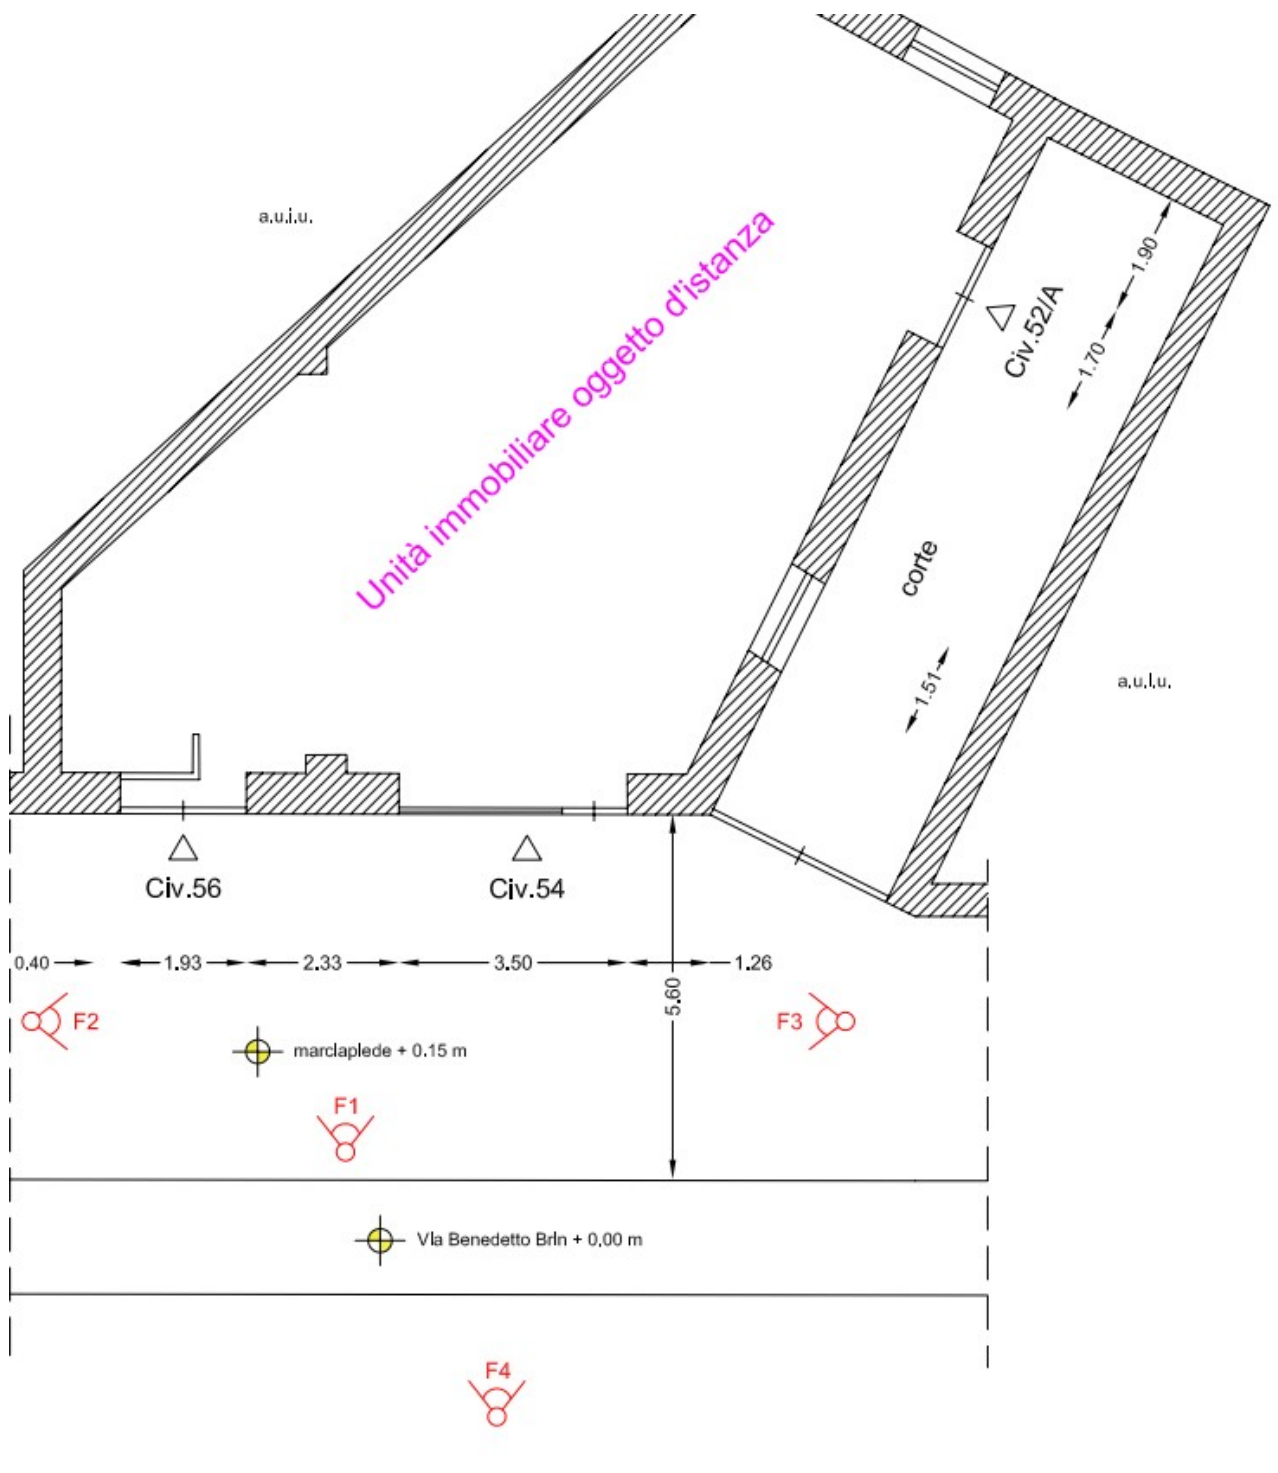 a.u.i.u.
Unità immobiliare oggetto d'istanza
1.90
Civ.52/A
1.70
corte
1.51
a.u.i.u.
Civ.56
Civ.54
0.40
1.93
2.33
3.50
1.26
5.60
F2
F3
marciapiede + 0.15 m
F1
Via Benedetto Brin + 0,00 m
F4